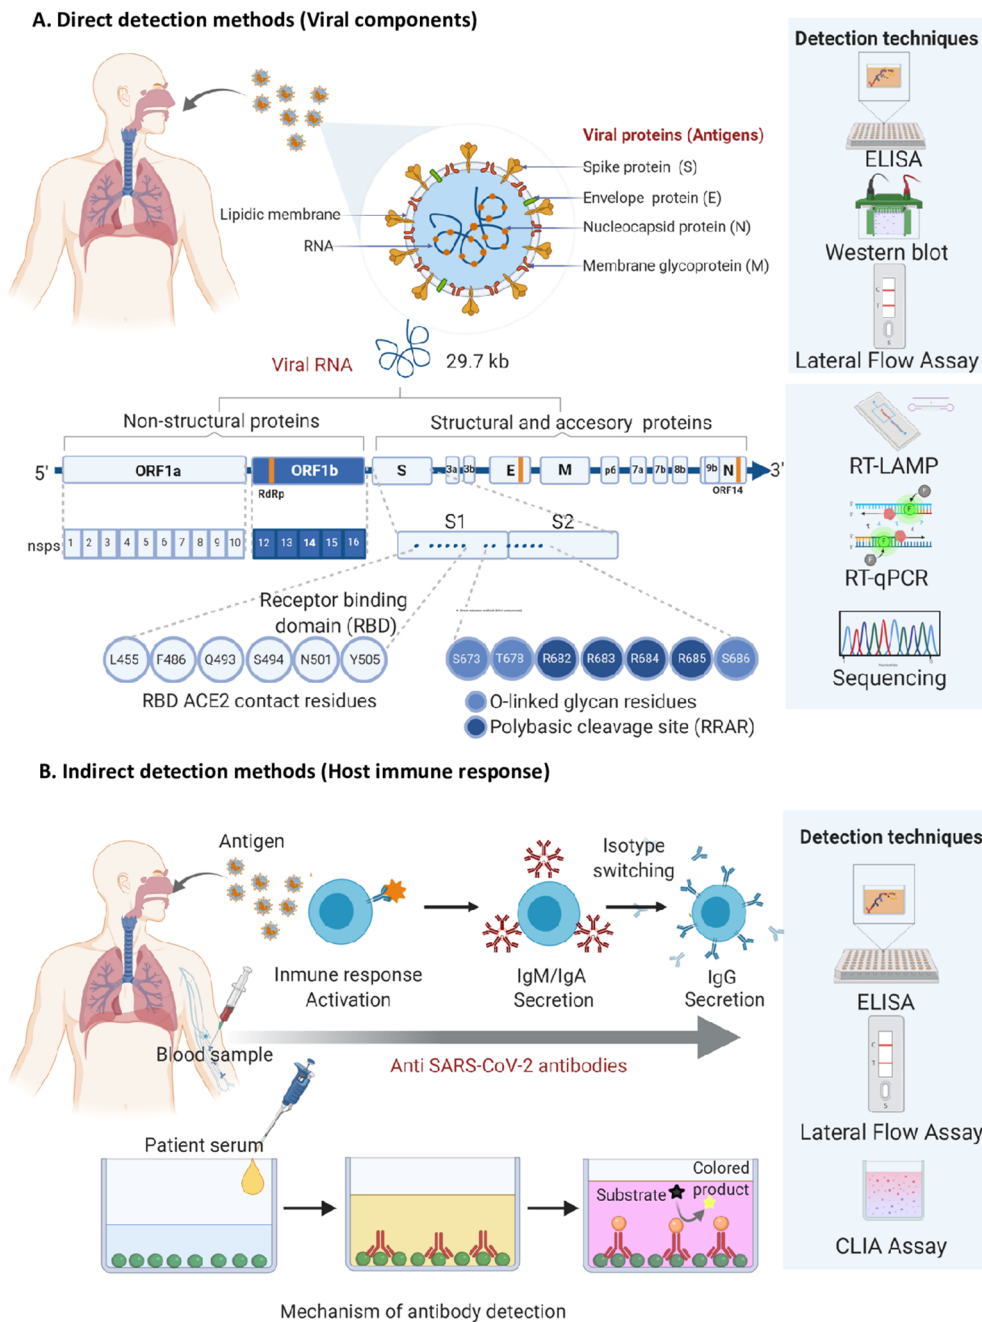 A. Direct detection methods (Viral components)
Detection techniques
ELISA
Western blot
C
T
S
Lateral Flow Assay
Viral proteins (Antigens)
Spike protein (S)
Envelope protein (E)
Nucleocapsid protein (N)
Membrane glycoprotein (M)
Lipidic membrane
RNA
Viral RNA
29.7 kb
Non-structural proteins
Structural and accesory proteins
5'
ORF1a
ORF1b
S
3a
3b
E
M
p6
7a
7b
8b
9b
N
3'
RdRp
ORF14
nsps
1 2 3 4 5 6 7 8 9 10
12 13 14 15 16
S1
S2
RT-LAMP
F
F
F
F
RT-qPCR
Sequencing
Receptor binding
domain (RBD)
L455 F486 Q493 S494 N501 Y505
RBD ACE2 contact residues
S673 T678 R682 R683 R684 R685 S686
O-linked glycan residues
Polybasic cleavage site (RRAR)
B. Indirect detection methods (Host immune response)
Antigen
Isotype
switching
Immune response
Activation
IgM/IgA
Secretion
IgG
Secretion
Blood sample
Anti SARS-CoV-2 antibodies
Detection techniques
ELISA
C
T
S
Lateral Flow Assay
CLIA Assay
Patient serum
Substrate
Colored
product
Mechanism of antibody detection